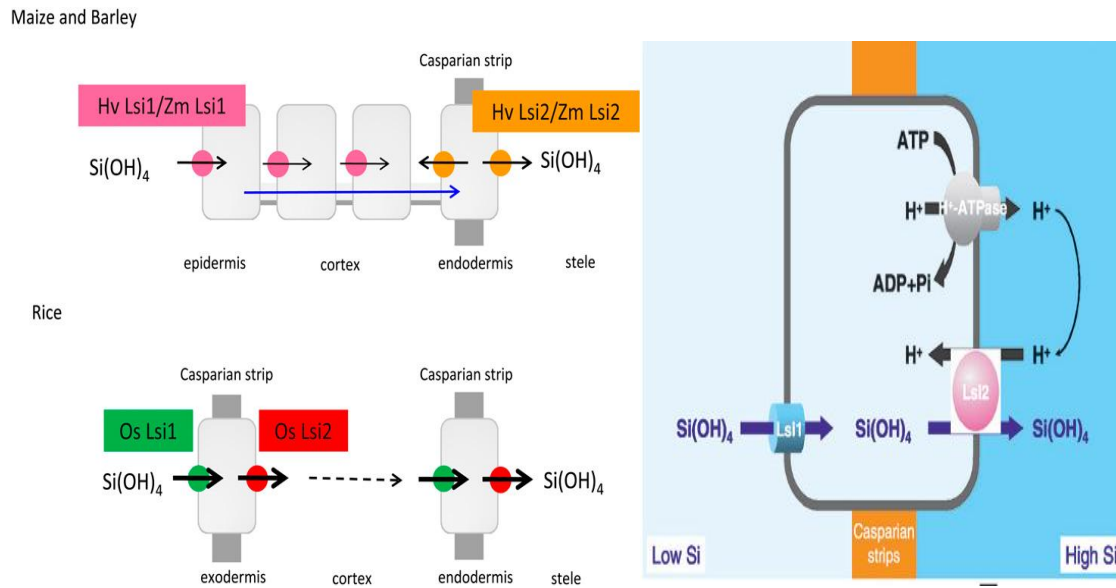 Maize and Barley
Casparian strip
Hv Lsi1/Zm Lsi1
Hv Lsi2/Zm Lsi2
Si(OH)4
Si(OH)4
epidermis
cortex
endodermis
stele
Rice
Casparian strip
Casparian strip
Os Lsi1
Os Lsi2
Si(OH)4
Si(OH)4
exodermis
cortex
endodermis
stele
ATP
H+
H+-ATPase
H+
ADP+Pi
H+
H+
Lsi2
Si(OH)4
Lsi1
Si(OH)4
Si(OH)4
Casparian
strips
Low Si
High Si